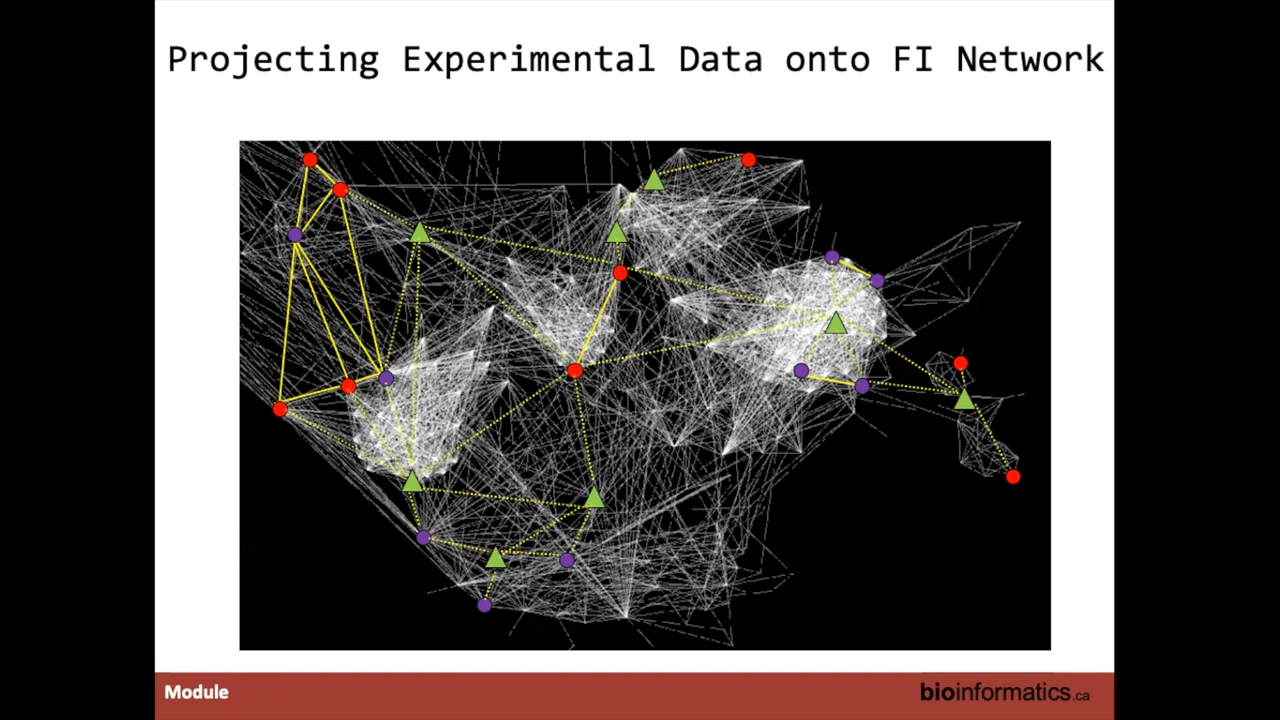 Projecting Experimental Data onto FI Network
Module
bioinformatics.ca